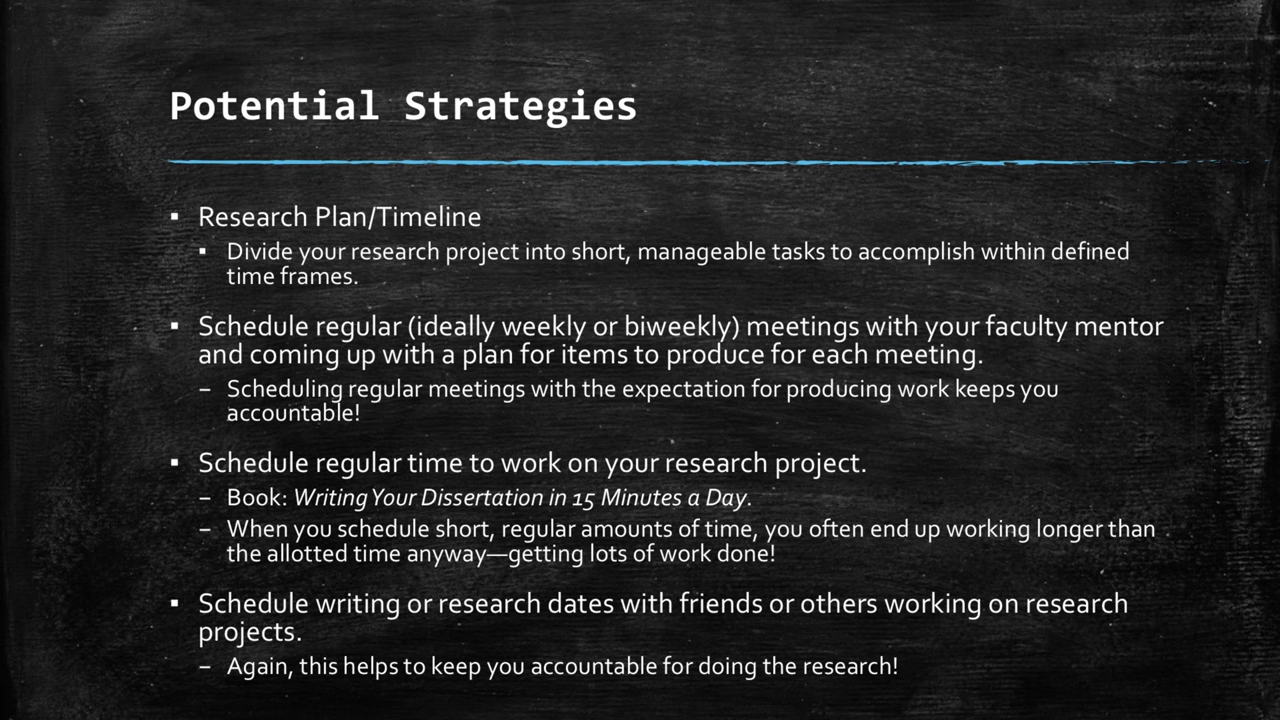 Potential Strategies
▪ Research Plan/Timeline
▪ Divide your research project into short, manageable tasks to accomplish within defined
time frames.
▪ Schedule regular (ideally weekly or biweekly) meetings with your faculty mentor
and coming up with a plan for items to produce for each meeting.
– Scheduling regular meetings with the expectation for producing work keeps you
accountable!
▪ Schedule regular time to work on your research project.
– Book: Writing Your Dissertation in 15 Minutes a Day.
– When you schedule short, regular amounts of time, you often end up working longer than
the allotted time anyway—getting lots of work done!
▪ Schedule writing or research dates with friends or others working on research
projects.
– Again, this helps to keep you accountable for doing the research!